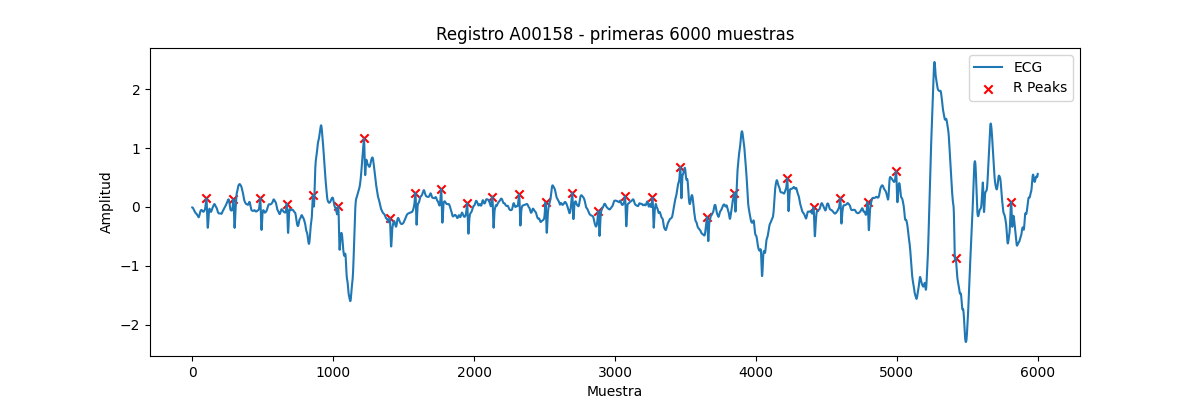 Registro A00158 - primeras 6000 muestras
Amplitud
2
1
0
−1
−2
ECG
R Peaks
0 1000 2000 3000 4000 5000 6000
Muestra